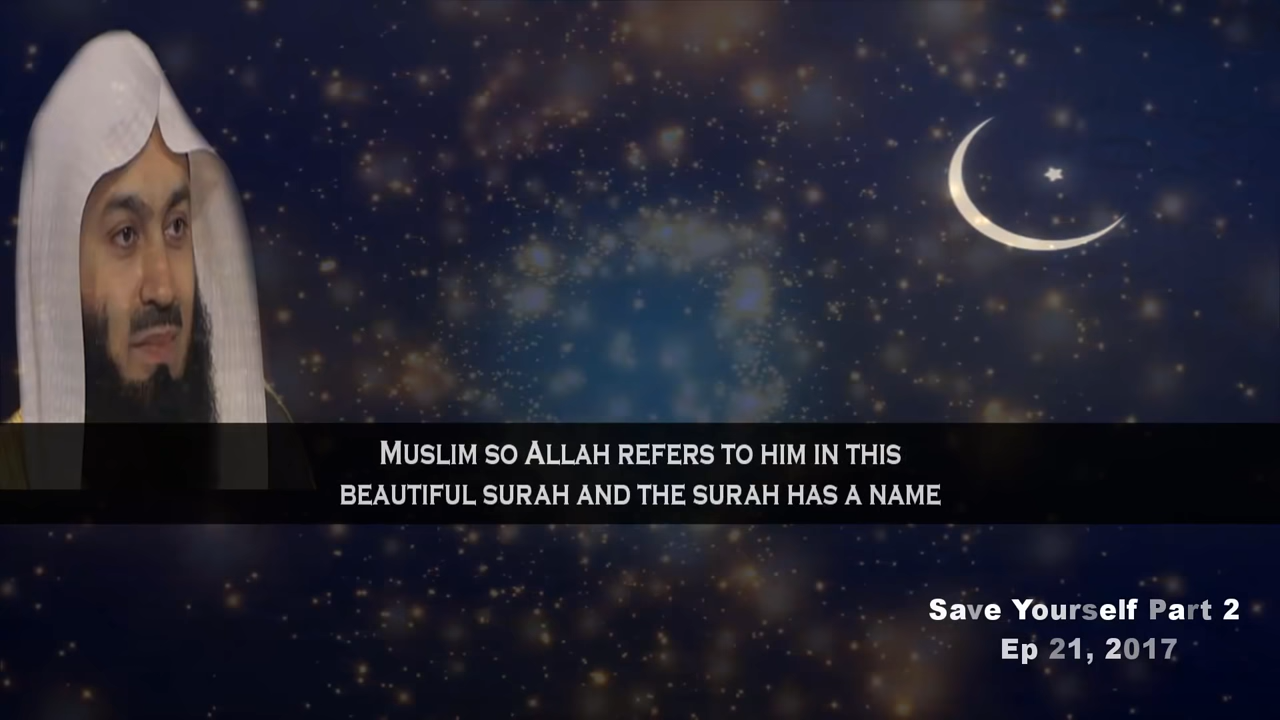 Muslim so Allah refers to him in this
beautiful surah and the surah has a name
Save Yourself Part 2
Ep 21, 2017